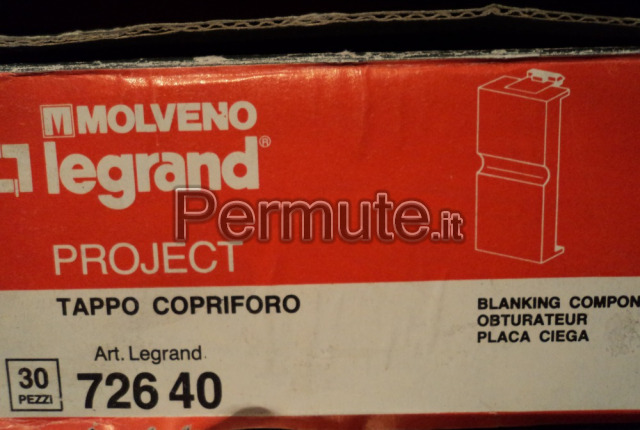 MOLVENO
legrand®
Permute.it
PROJECT
TAPPO COPRIFORO
BLANKING COMPON
OBTURATEUR
PLACA CIEGA
Art. Legrand
30
PEZZI
726 40